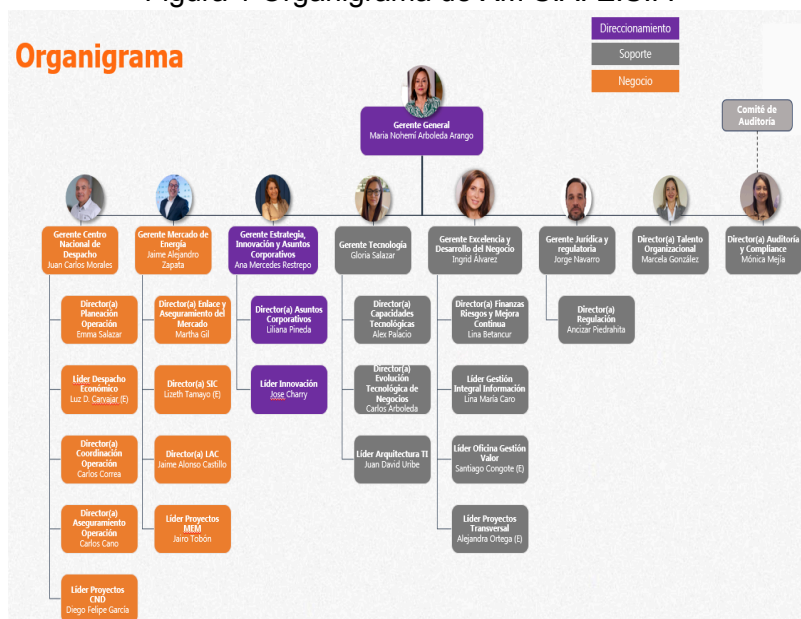 Figura 1 Organigrama de XM S.A. E.S.P.
Organigrama
Direccionamiento
Soporte
Negocio
Gerente General
Maria Nohemí Arboleda Arango
Comité de
Auditoría
Gerente Centro
Nacional de
Despacho
Juan Carlos Morales
Gerente Mercado de
Energía
Jaime Alejandro
Zapata
Gerente Estrategia,
Innovación y Asuntos
Corporativos
Ana Mercedes Restrepo
Gerente Tecnología
Gloria Salazar
Gerente Excelencia y
Desarrollo del Negocio
Ingrid Álvarez
Gerente Jurídica y
regulatoria
Jorge Navarro
Director(a) Talento
Organizacional
Marcela González
Director(a) Auditoría
y Compliance
Mónica Mejía
Director(a)
Planeación
Operación
Emma Salazar
Líder Despacho
Económico
Luz D. Carvajar (E)
Director(a)
Coordinación
Operación
Carlos Correa
Director(a)
Aseguramiento
Operación
Carlos Cano
Líder Proyectos
CND
Diego Felipe García
Director(a) Enlace y
Aseguramiento del
Mercado
Martha Gil
Director(a) SIC
Lizeth Tamayo (E)
Director(a) LAC
Jaime Alonso Castillo
Líder Proyectos
MEM
Jairo Tobón
Director(a) Asuntos
Corporativos
Liliana Pineda
Líder Innovación
Jose Charry
Director(a)
Capacidades
Tecnológicas
Alex Palacio
Director(a)
Evolución
Tecnológica de
Negocios
Carlos Arboleda
Líder Arquitectura TI
Juan David Uribe
Director(a) Finanzas
Riesgos y Mejora
Continua
Lina Betancur
Líder Gestión
Integral Información
Lina María Caro
Líder Oficina Gestión
Valor
Santiago Congote (E)
Líder Proyectos
Transversal
Alejandra Ortega (E)
Director(a)
Regulación
Ancizar Piedrahita